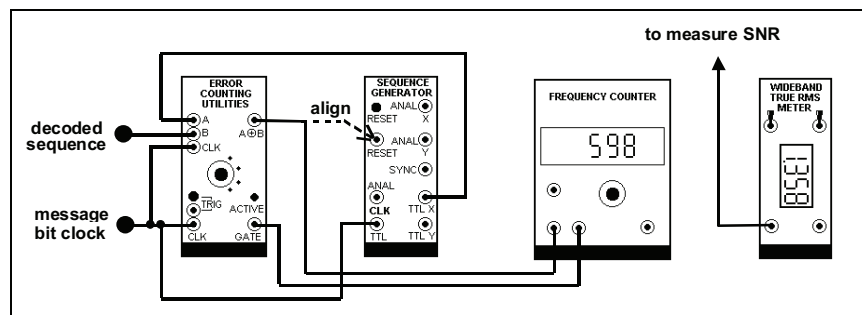 to measure SNR
ERROR
COUNTING
UTILITIES
A
B
CLK
A⊕B
TRIG
ACTIVE
CLK
GATE
decoded
sequence
message
bit clock
align
SEQUENCE
GENERATOR
ANAL
X
RESET
ANAL
RESET
Y
SYNC
ANAL
CLK
TTL X
TTL
TTL Y
FREQUENCY COUNTER
598
WIDEBAND
TRUE RMS
METER